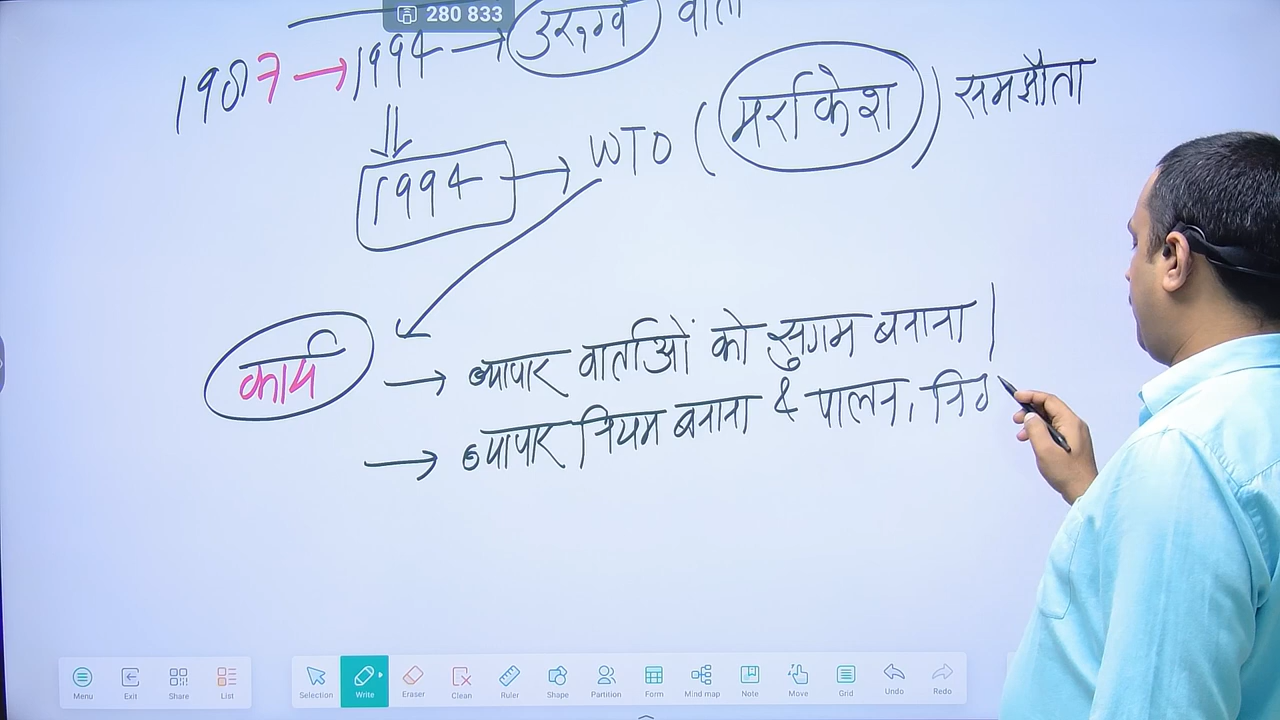 280 833
1987 → 1994 → उरुग्वे वार्ता
1994 → WTO (मर्राकेश) समझौता
कार्य → व्यापार वार्ताओं को सुगम बनाना |
→ व्यापार नियम बनाना & पालन,
Menu Exit Share List Selection Write Eraser Clean Ruler Shape Partition Form Mind map Note Move Grid Undo Redo